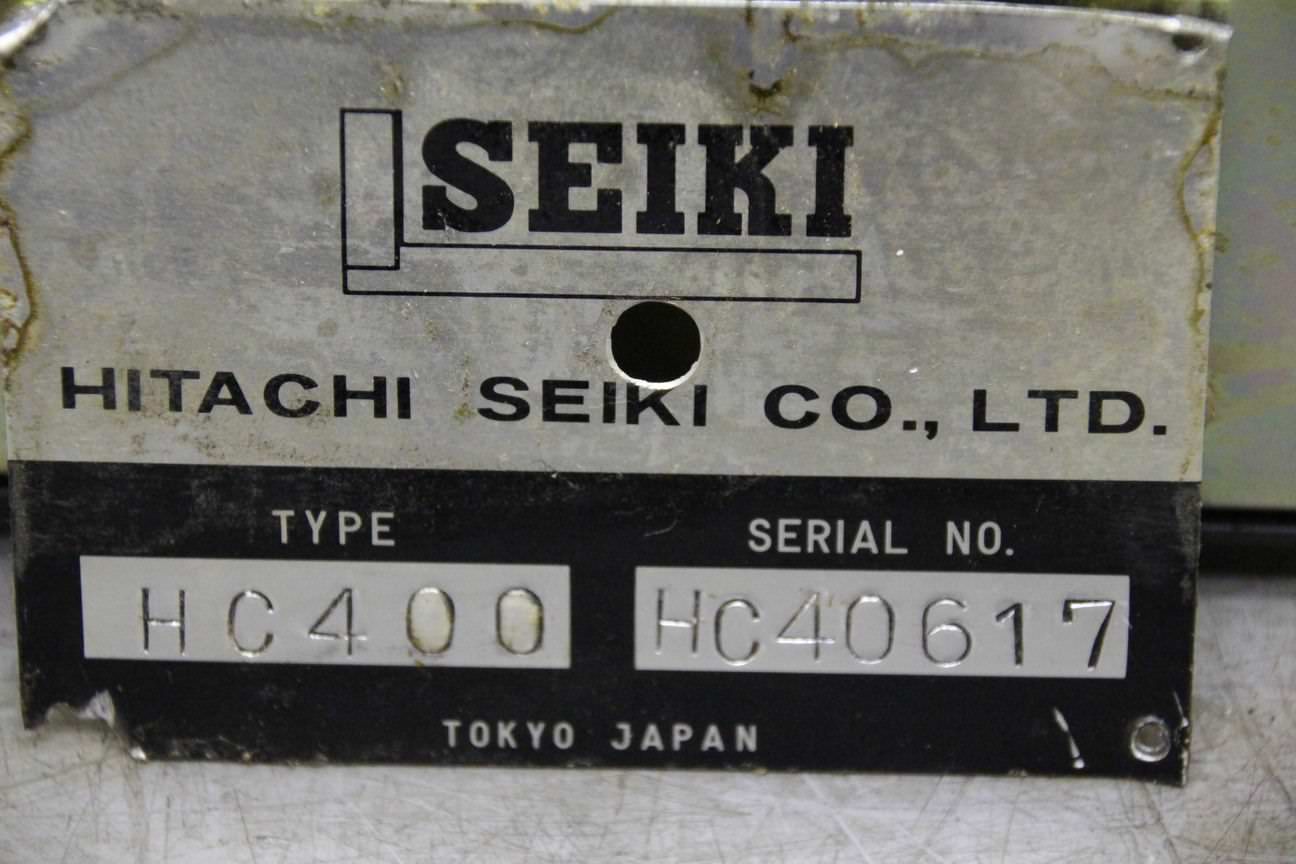 SEIKI
HITACHI SEIKI CO., LTD.
TYPE SERIAL NO.
HC400 HC40617
TOKYO JAPAN